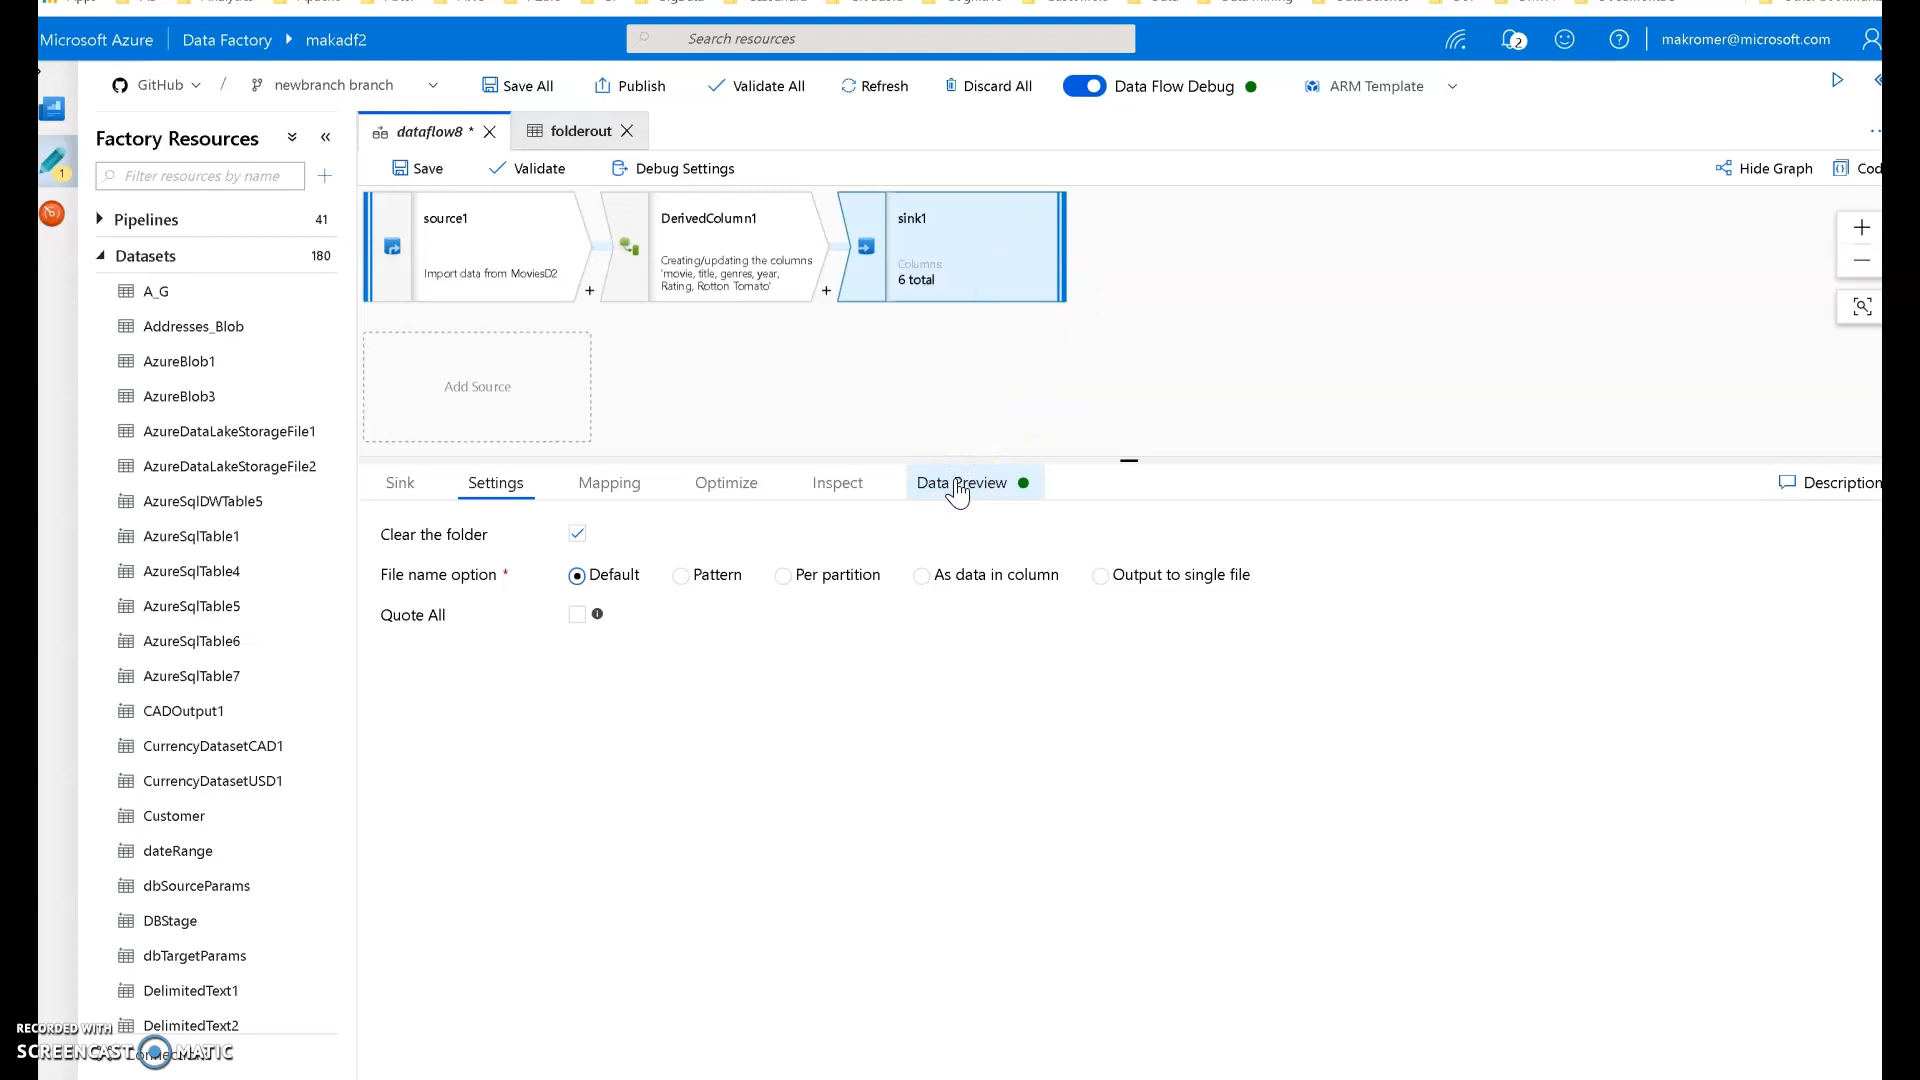 Microsoft Azure
Data Factory
makadf2
Search resources
2
makromer@microsoft.com
GitHub
/
newbranch branch
Save All
Publish
Validate All
Refresh
Discard All
Data Flow Debug
ARM Template
Factory Resources
dataflow8 *
folderout
1
Filter resources by name
Save
Validate
Debug Settings
Hide Graph
Cod
Pipelines
41
Datasets
180
A_G
Addresses_Blob
AzureBlob1
AzureBlob3
AzureDataLakeStorageFile1
AzureDataLakeStorageFile2
AzureSqlDWTable5
AzureSqlTable1
AzureSqlTable4
AzureSqlTable5
AzureSqlTable6
AzureSqlTable7
CADOutput1
CurrencyDatasetCAD1
CurrencyDatasetUSD1
Customer
dateRange
dbSourceParams
DBStage
dbTargetParams
DelimitedText1
DelimitedText2
source1
Import data from MoviesD2
DerivedColumn1
Creating/updating the columns
'movie, title, genres, year,
Rating, Rotton Tomato'
sink1
Columns:
6 total
Add Source
Sink
Settings
Mapping
Optimize
Inspect
Data Preview
Description
Clear the folder
File name option *
Default
Pattern
Per partition
As data in column
Output to single file
Quote All
RECORDED WITH
SCREENCAST MATIC